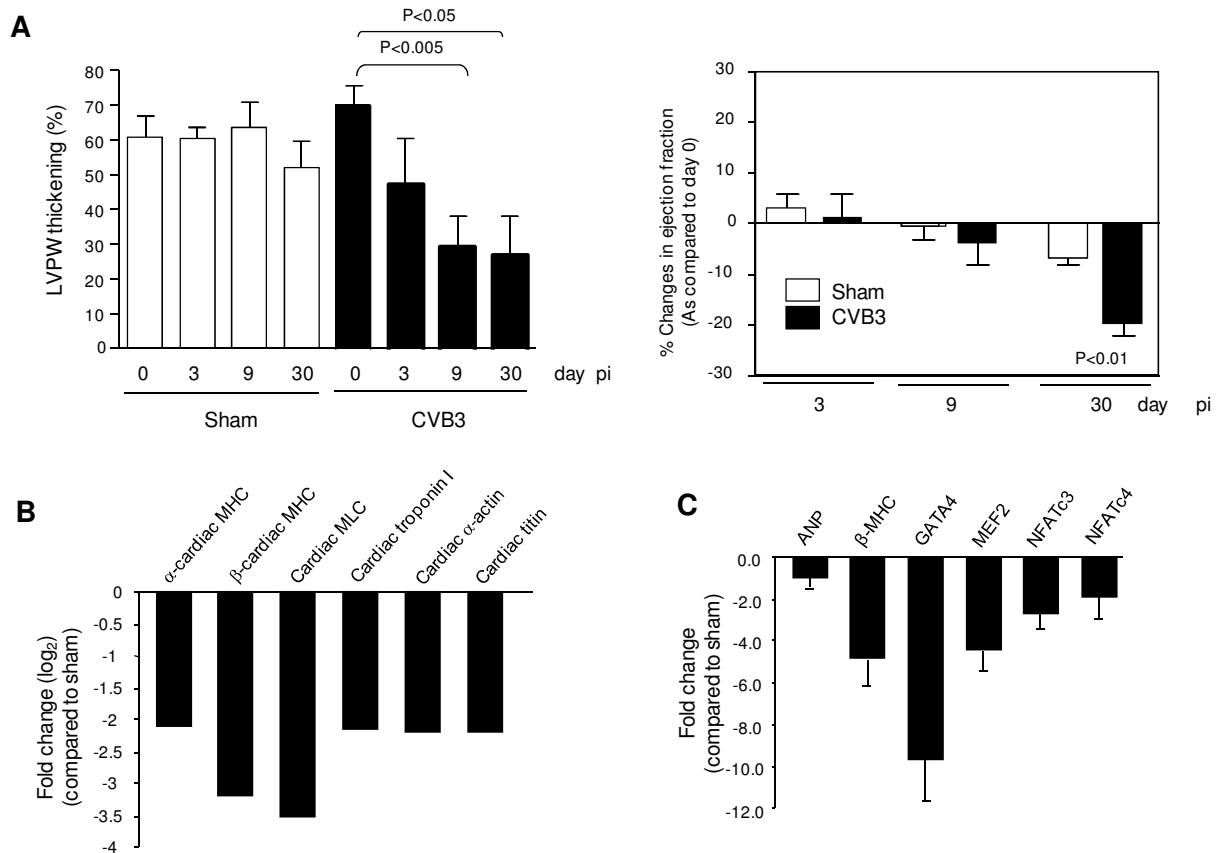 A
P<0.05
P<0.005
LVPW thickening (%)
80
70
60
50
40
30
20
10
0
0 3 9 30 0 3 9 30 day pi
Sham CVB3
% Changes in ejection fraction
(As compared to day 0)
30
20
10
0
-10
-20
-30
Sham
CVB3
P<0.01
3 9 30 day pi
B
α-cardiac MHC
β-cardiac MHC
Cardiac MLC
Cardiac troponin I
Cardiac α-actin
Cardiac titin
Fold change (log₂)
(compared to sham)
0
-0.5
-1
-1.5
-2
-2.5
-3
-3.5
-4
C
ANP
β-MHC
GATA4
MEF2
NFATc3
NFATc4
Fold change
(compared to sham)
0.0
-2.0
-4.0
-6.0
-8.0
-10.0
-12.0